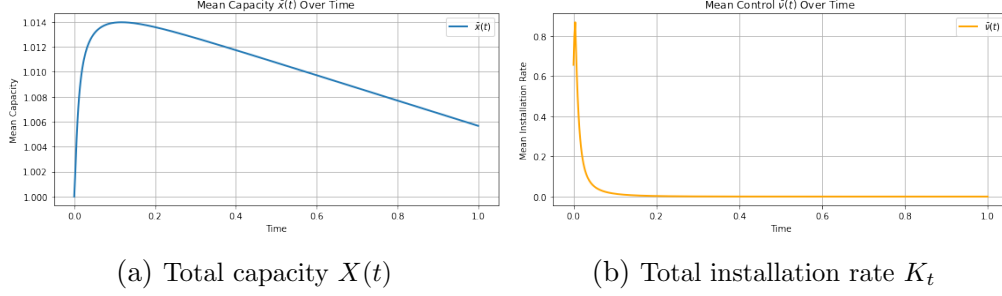 Mean Capacity x̄(t) Over Time
1.014
1.012
1.010
1.008
1.006
1.004
1.002
1.000
Mean Capacity
x̄(t)
0.0 0.2 0.4 0.6 0.8 1.0
Time
(a) Total capacity X(t)
Mean Control ν̄(t) Over Time
0.8
0.6
0.4
0.2
0.0
Mean Installation Rate
ν̄(t)
0.0 0.2 0.4 0.6 0.8 1.0
Time
(b) Total installation rate Kₜ